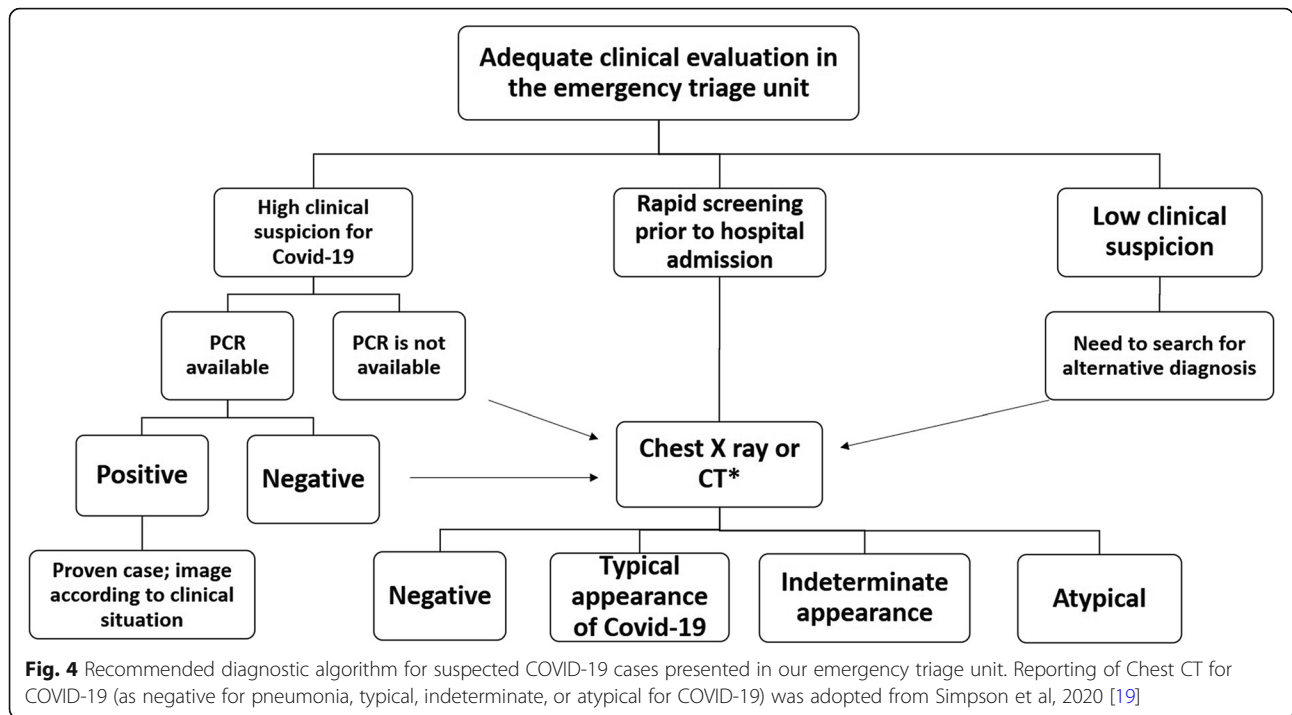 Adequate clinical evaluation in
the emergency triage unit
High clinical
suspicion for
Covid-19
Rapid screening
prior to hospital
admission
Low clinical
suspicion
PCR
available
PCR is not
available
Need to search for
alternative diagnosis
Positive
Negative
Chest X ray or
CT*
Proven case; image
according to clinical
situation
Negative
Typical
appearance
of Covid-19
Indeterminate
appearance
Atypical
Fig. 4 Recommended diagnostic algorithm for suspected COVID-19 cases presented in our emergency triage unit. Reporting of Chest CT for
COVID-19 (as negative for pneumonia, typical, indeterminate, or atypical for COVID-19) was adopted from Simpson et al, 2020 [19]